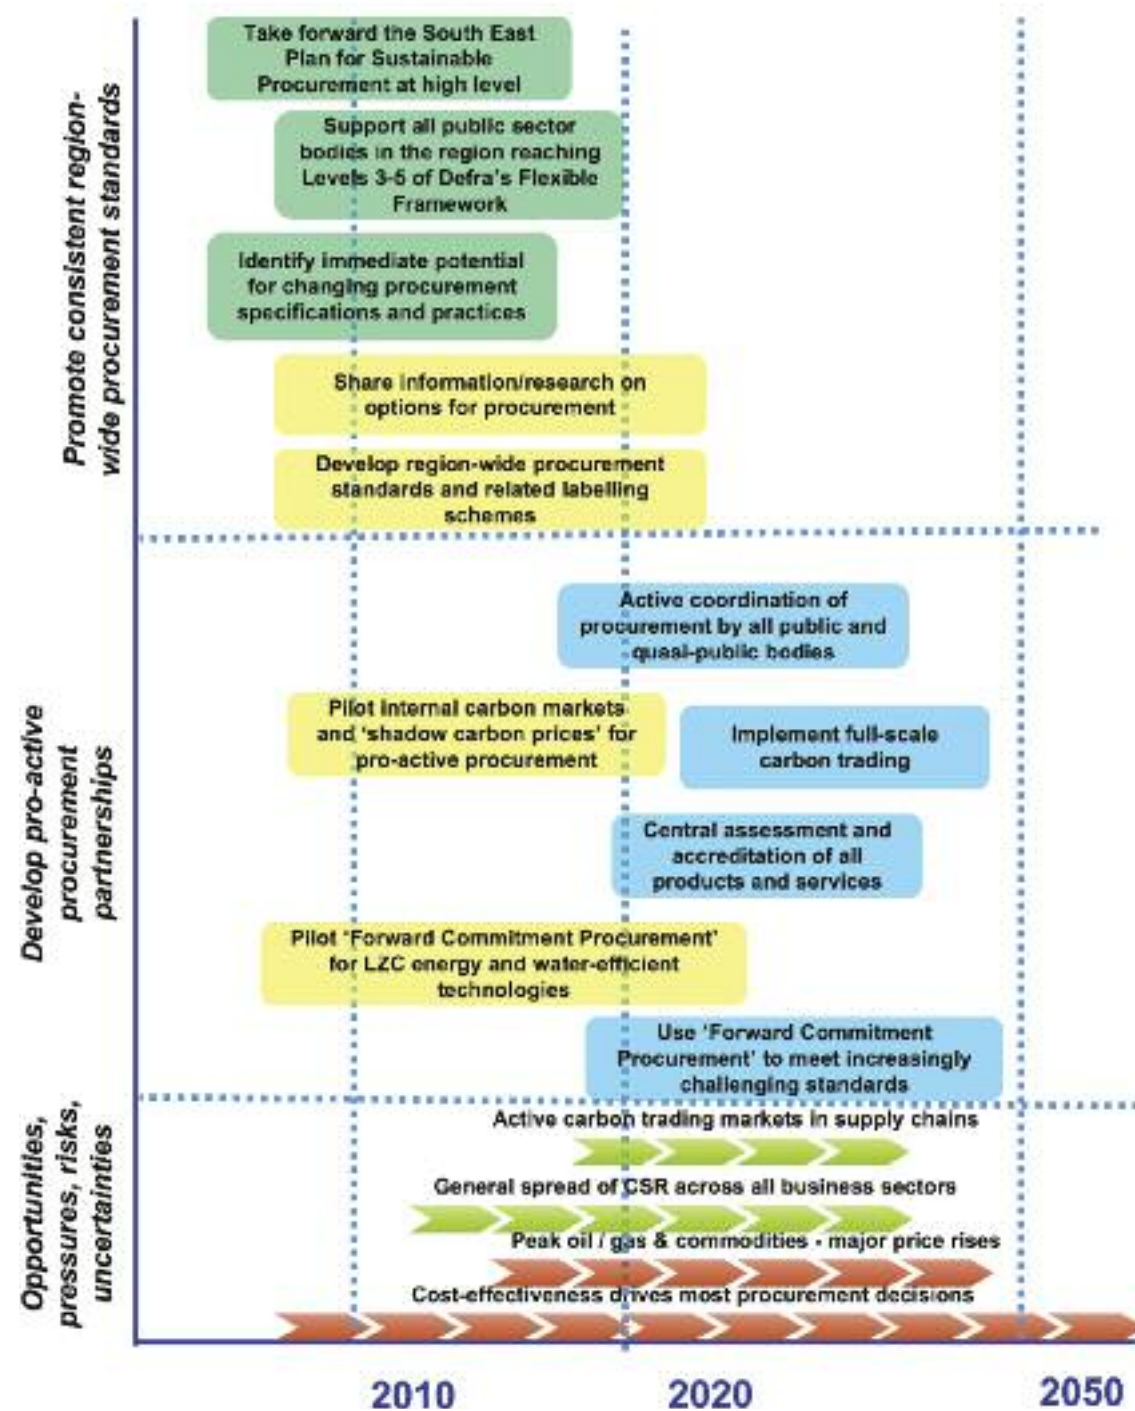 Promote consistent region-
wide procurement standards
Take forward the South East
Plan for Sustainable
Procurement at high level
Support all public sector
bodies in the region reaching
Levels 3-5 of Defra's Flexible
Framework
Identify immediate potential
for changing procurement
specifications and practices
Share information/research on
options for procurement
Develop region-wide procurement
standards and related labelling
schemes
Develop pro-active
procurement
partnerships
Active coordination of
procurement by all public and
quasi-public bodies
Pilot internal carbon markets
and 'shadow carbon prices' for
pro-active procurement
Implement full-scale
carbon trading
Central assessment and
accreditation of all
products and services
Pilot 'Forward Commitment Procurement'
for LZC energy and water-efficient
technologies
Use 'Forward Commitment
Procurement' to meet increasingly
challenging standards
Opportunities,
pressures, risks,
uncertainties
Active carbon trading markets in supply chains
General spread of CSR across all business sectors
Peak oil / gas & commodities - major price rises
Cost-effectiveness drives most procurement decisions
2010
2020
2050